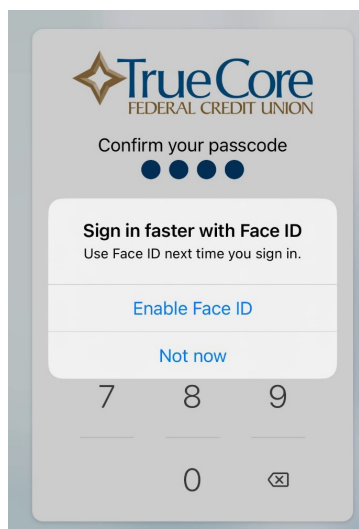 TrueCore
FEDERAL CREDIT UNION
Confirm your passcode
Sign in faster with Face ID
Use Face ID next time you sign in.
Enable Face ID
Not now
7 8 9
0